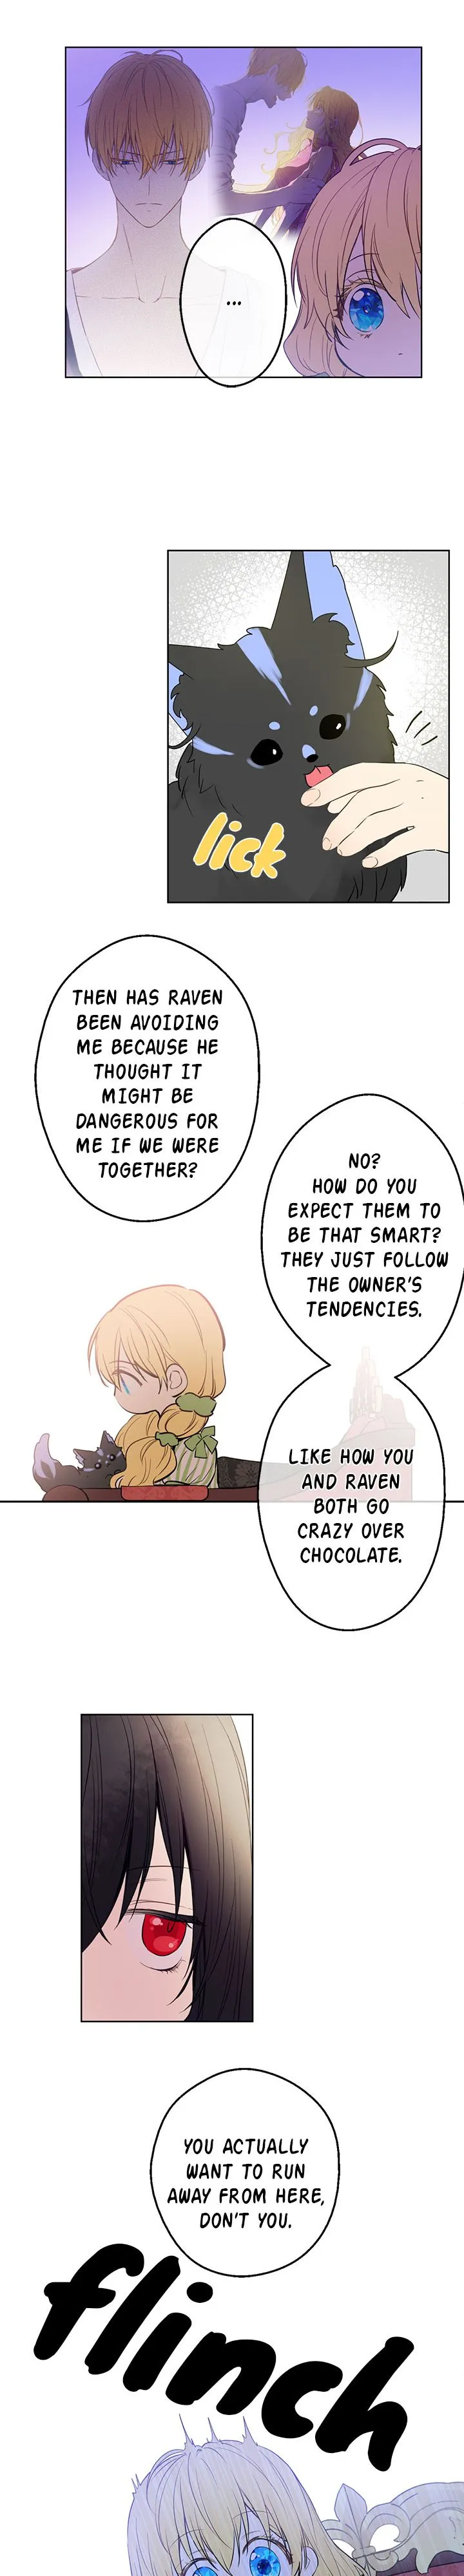 ...
lick
THEN HAS RAVEN
BEEN AVOIDING
ME BECAUSE HE
THOUGHT IT
MIGHT BE
DANGEROUS FOR
ME IF WE WERE
TOGETHER?
NO?
HOW DO YOU
EXPECT THEM TO
BE THAT SMART?
THEY JUST FOLLOW
THE OWNER'S
TENDENCIES.
LIKE HOW YOU
AND RAVEN
BOTH GO
CRAZY OVER
CHOCOLATE.
YOU ACTUALLY
WANT TO RUN
AWAY FROM HERE,
DON'T YOU.
flinch